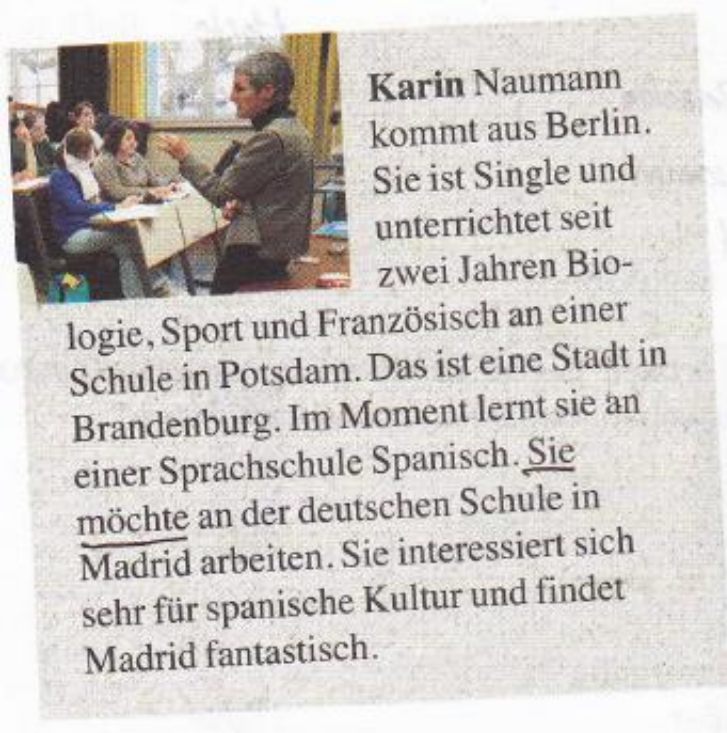 Karin Naumann
kommt aus Berlin.
Sie ist Single und
unterrichtet seit
zwei Jahren Bio-
logie, Sport und Französisch an einer
Schule in Potsdam. Das ist eine Stadt in
Brandenburg. Im Moment lernt sie an
einer Sprachschule Spanisch. Sie
möchte an der deutschen Schule in
Madrid arbeiten. Sie interessiert sich
sehr für spanische Kultur und findet
Madrid fantastisch.